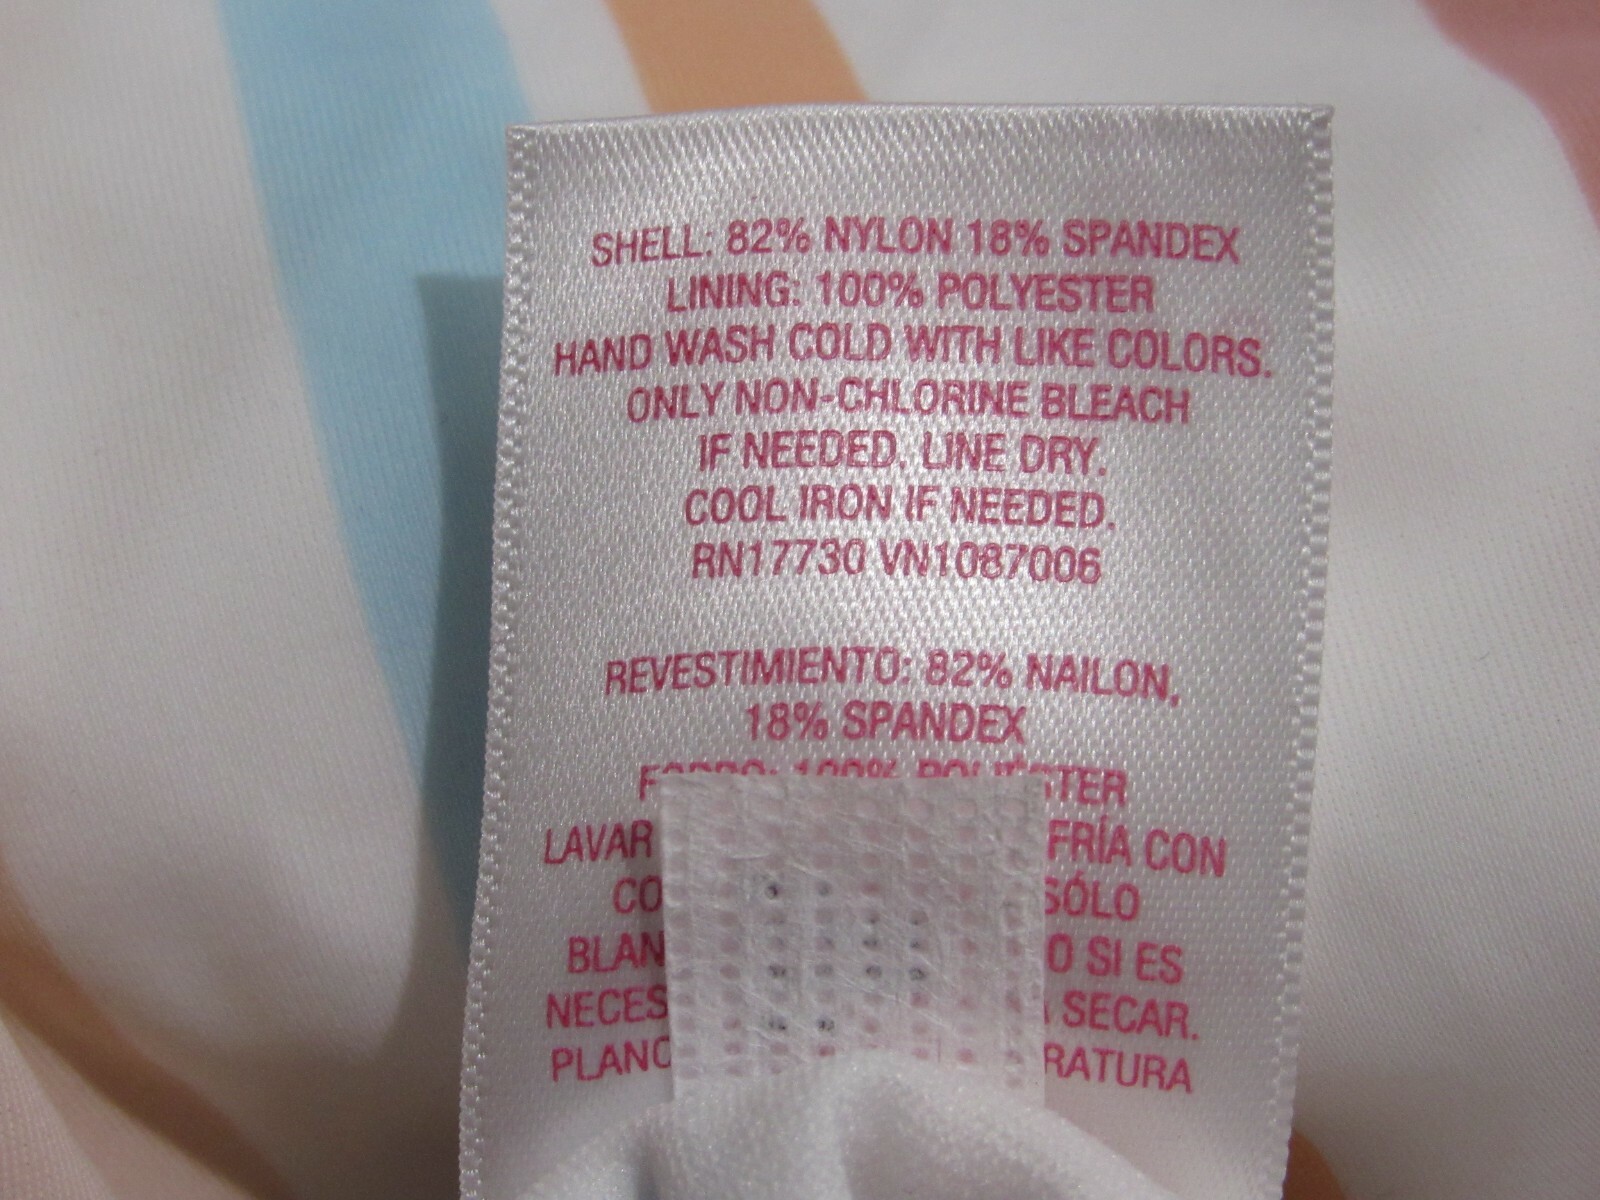 SHELL: 82% NYLON 18% SPANDEX
LINING: 100% POLYESTER
HAND WASH COLD WITH LIKE COLORS.
ONLY NON-CHLORINE BLEACH
IF NEEDED. LINE DRY.
COOL IRON IF NEEDED.
RN17730 VN1087006
REVESTIMIENTO: 82% NAILON,
18% SPANDEX
100%
LAVAR FRÍA CON
SÓLO
SI ES
SECAR.